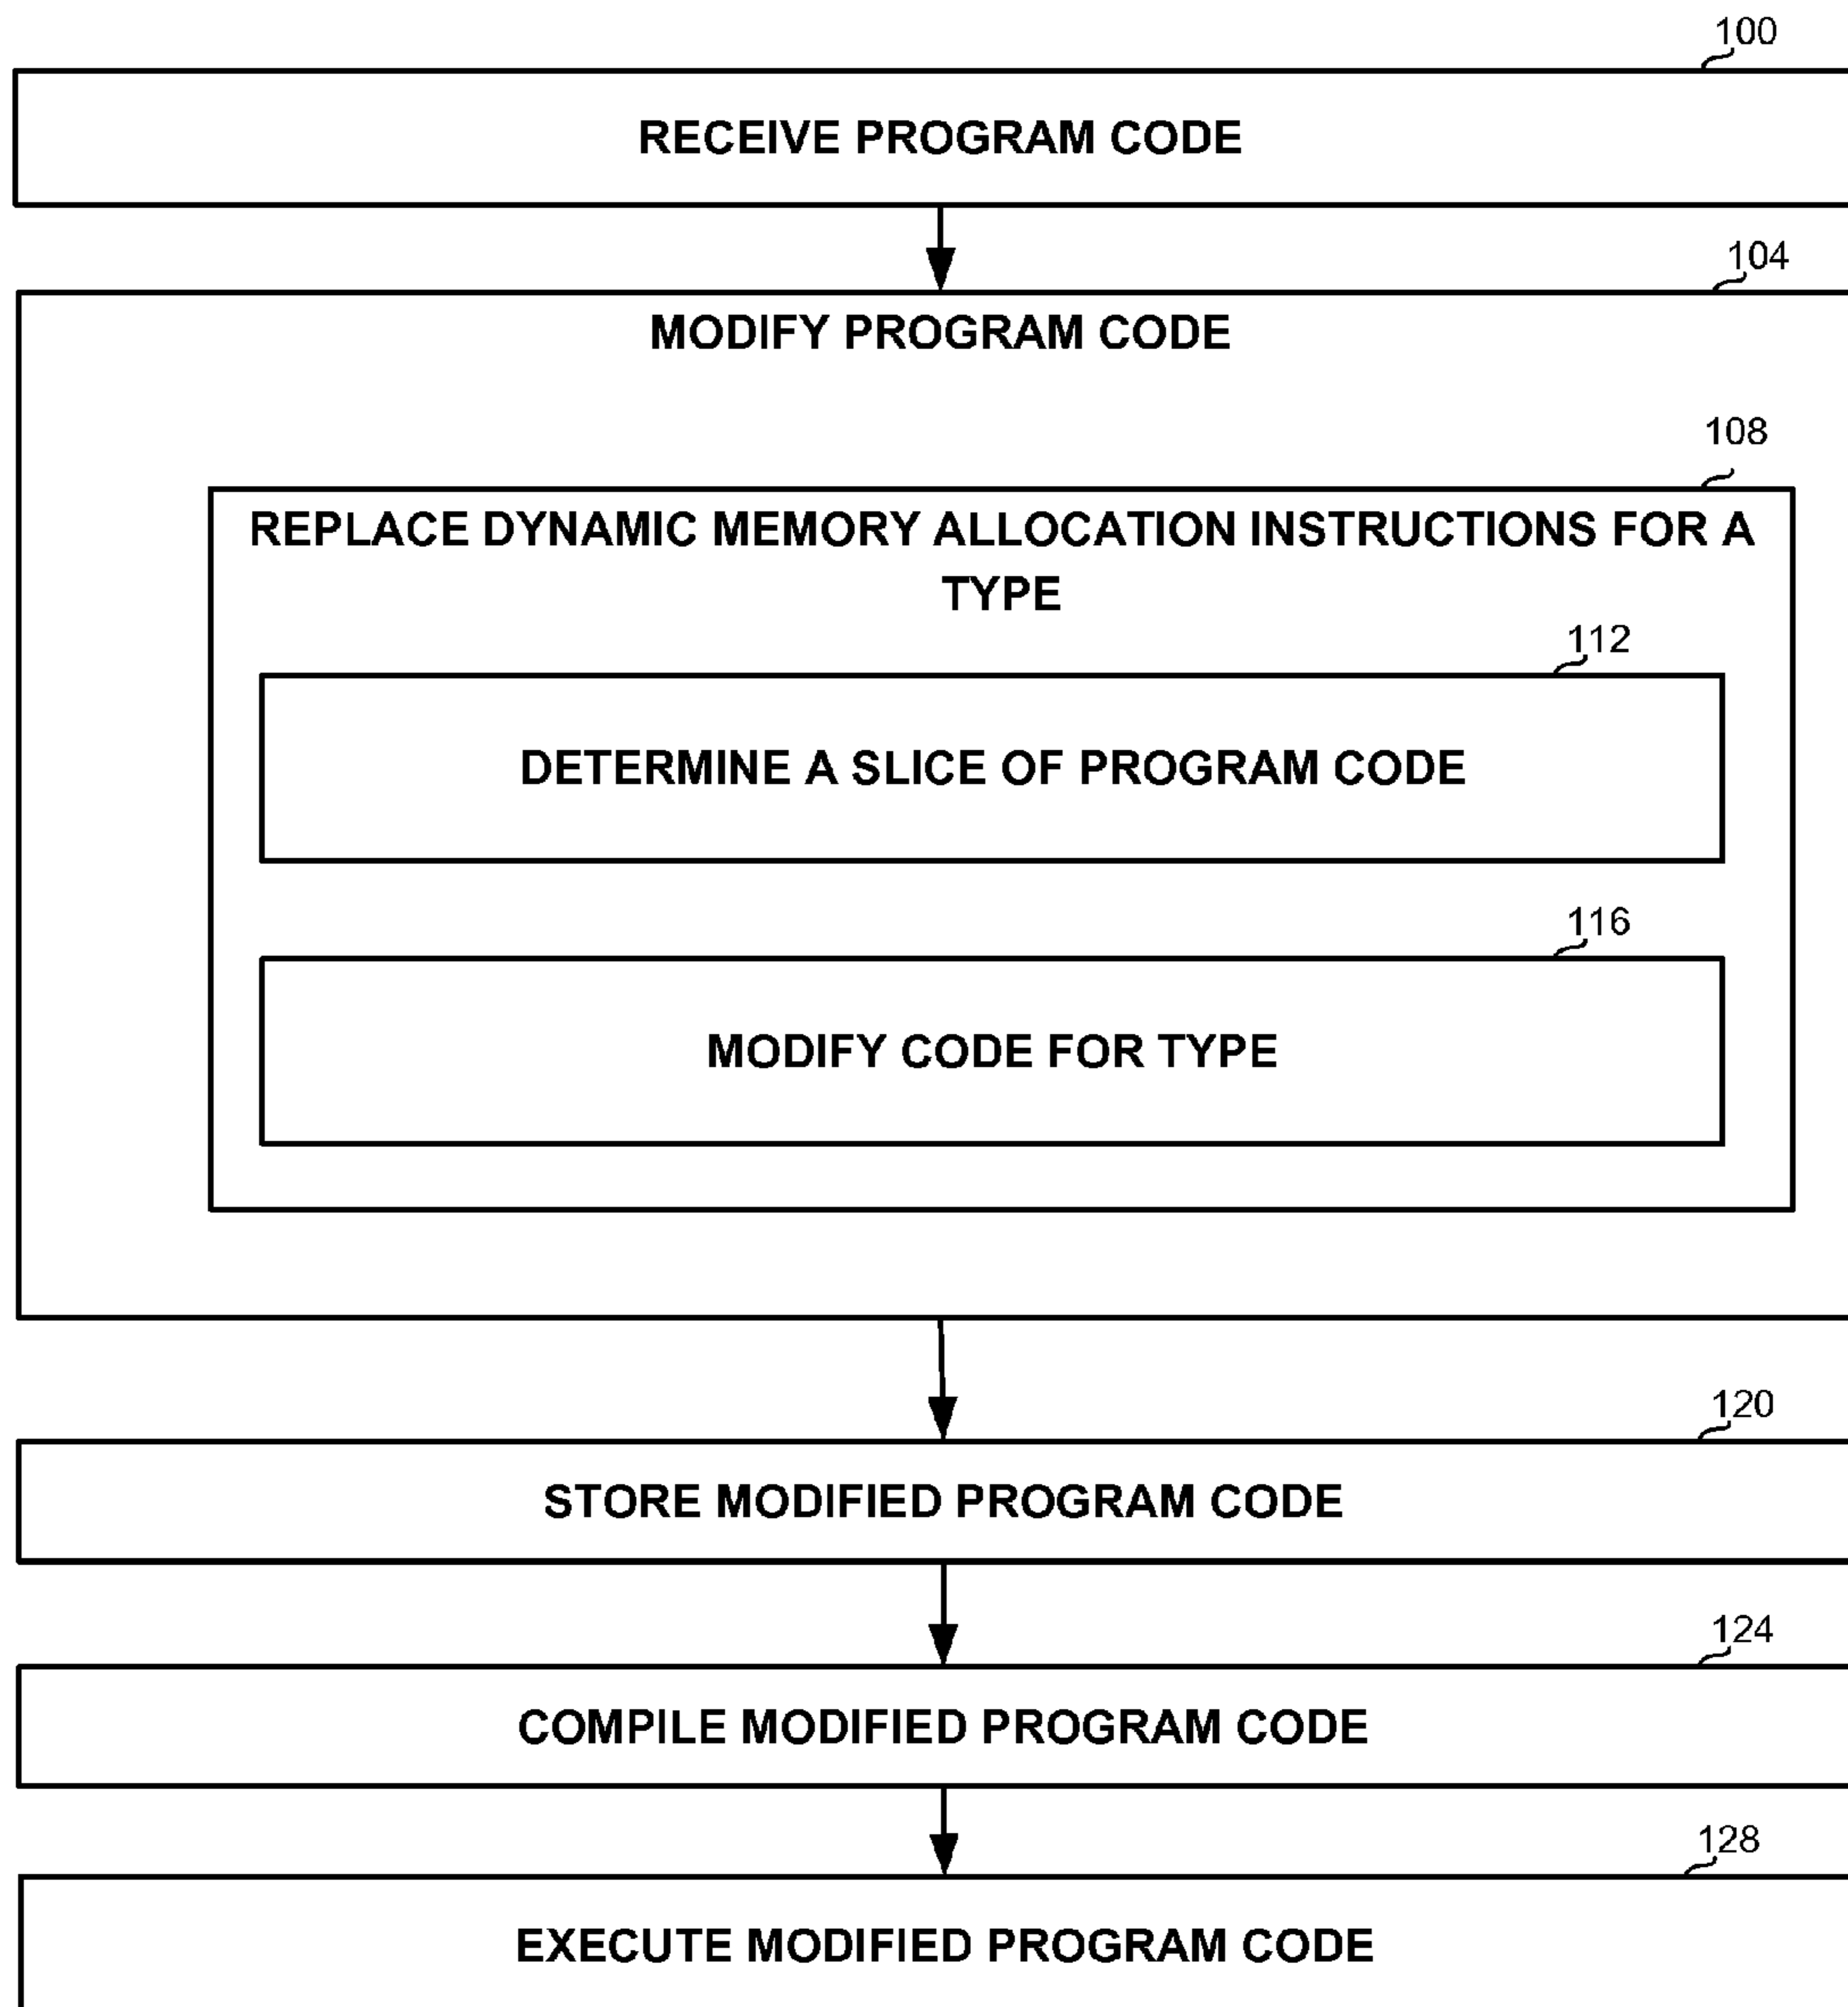 100
RECEIVE PROGRAM CODE
104
MODIFY PROGRAM CODE
108
REPLACE DYNAMIC MEMORY ALLOCATION INSTRUCTIONS FOR A
TYPE
112
DETERMINE A SLICE OF PROGRAM CODE
116
MODIFY CODE FOR TYPE
120
STORE MODIFIED PROGRAM CODE
124
COMPILE MODIFIED PROGRAM CODE
128
EXECUTE MODIFIED PROGRAM CODE